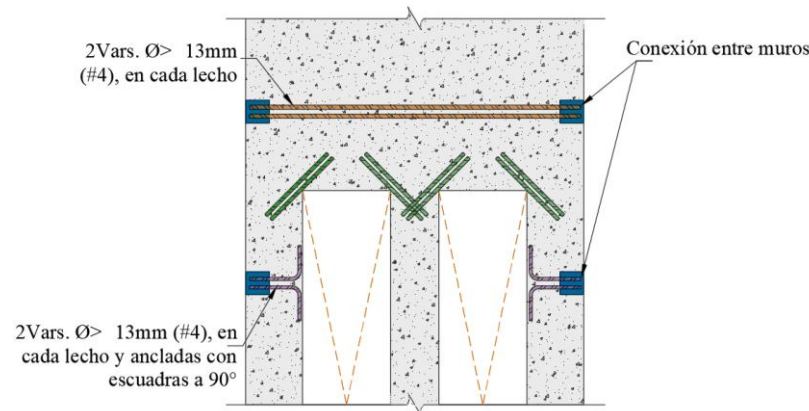 2Vars. Ø> 13mm
(#4), en cada lecho
Conexión entre muros
2Vars. Ø> 13mm (#4), en
cada lecho y ancladas con
escuadras a 90°